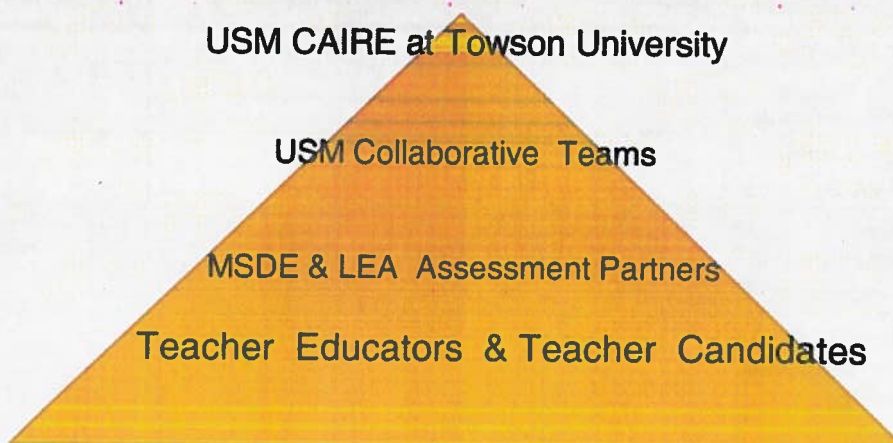 USM CAIRE at Towson University
USM Collaborative Teams
MSDE & LEA Assessment Partners
Teacher Educators & Teacher Candidates